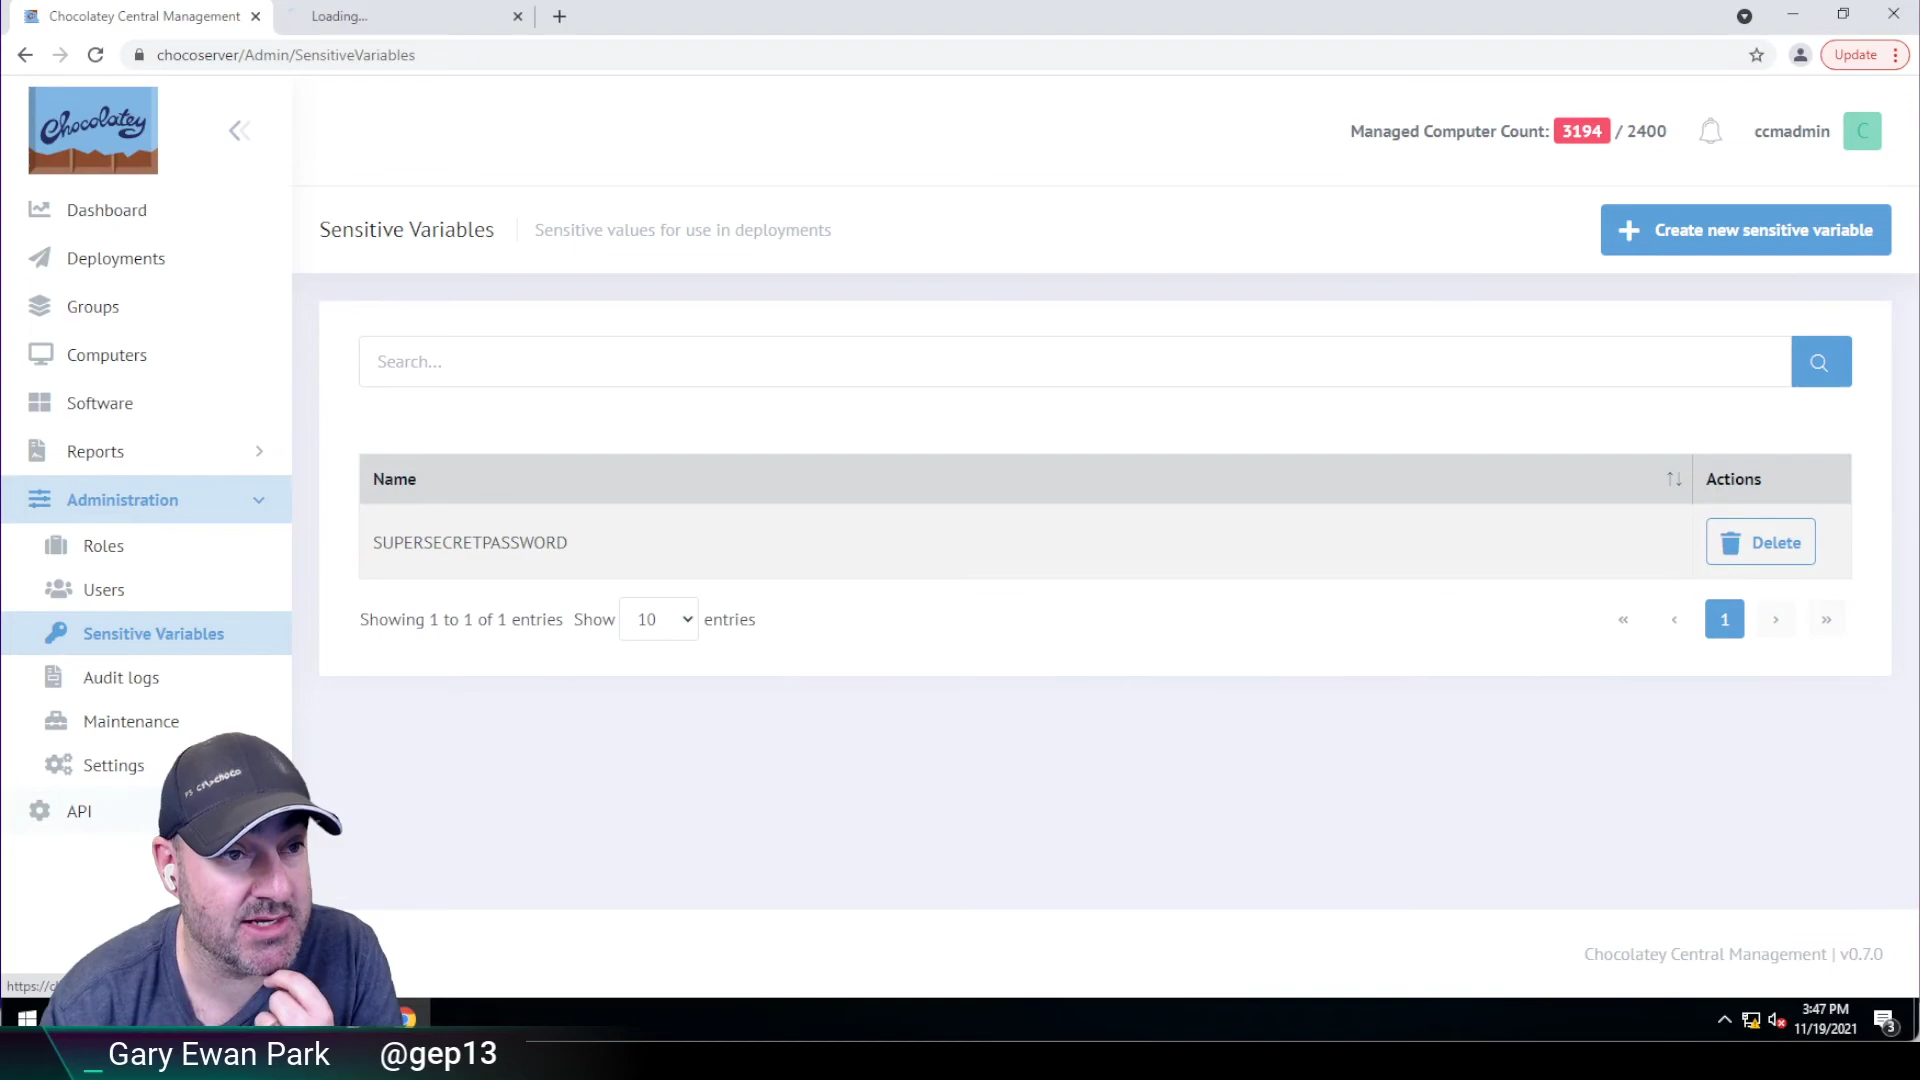 Chocolatey Central Management
Loading...
chocoserver/Admin/SensitiveVariables
Update
Chocolatey
Managed Computer Count: 3194 / 2400
ccmadmin
C
Dashboard
Deployments
Groups
Computers
Software
Reports
Administration
Roles
Users
Sensitive Variables
Audit logs
Maintenance
Settings
API
Sensitive Variables
Sensitive values for use in deployments
Create new sensitive variable
Search...
Name
Actions
SUPERSECRETPASSWORD
Delete
Showing 1 to 1 of 1 entries Show 10 entries
« ‹ 1 › »
Chocolatey Central Management | v0.7.0
3:47 PM
11/19/2021
3
_ Gary Ewan Park @gep13